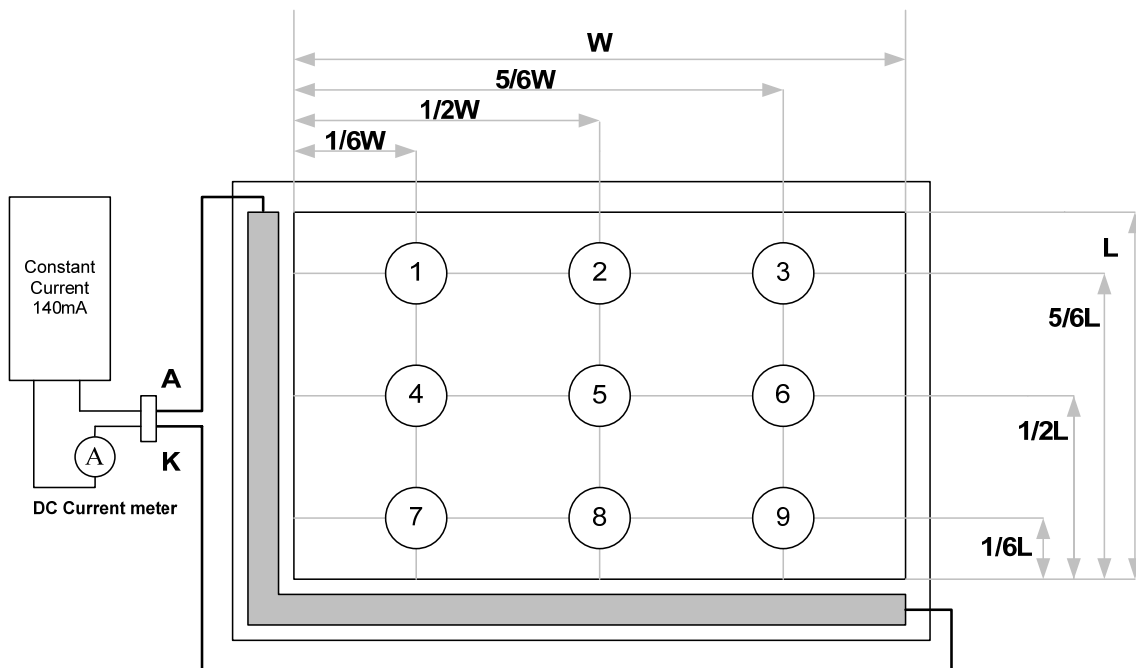 W
5/6W
1/2W
1/6W
Constant
Current
140mA
A
K
A
DC Current meter
1
2
3
4
5
6
7
8
9
L
5/6L
1/2L
1/6L